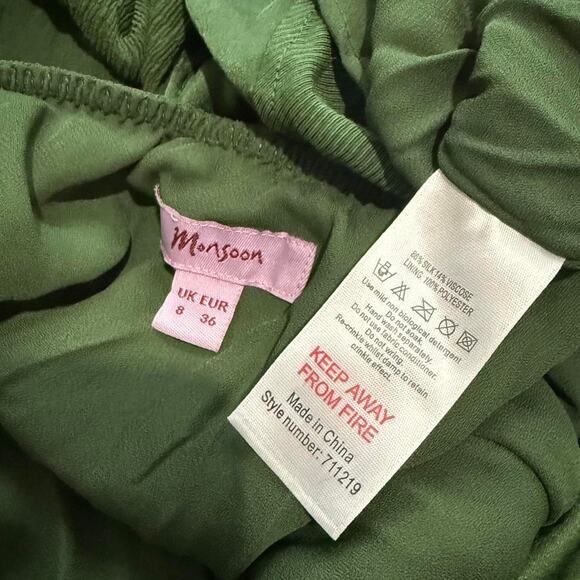 Monsoon
UK EUR
8 36
86% SILK 14% VISCOSE
LINING: 100% POLYESTER
Use mild non biological detergent
Do not soak.
Hand wash separately.
Do not use fabric conditioner.
Do not wring.
Re-crinkle whilst damp to retain
crinkle effect.
KEEP AWAY
FROM FIRE
Made in China
Style number: 711219